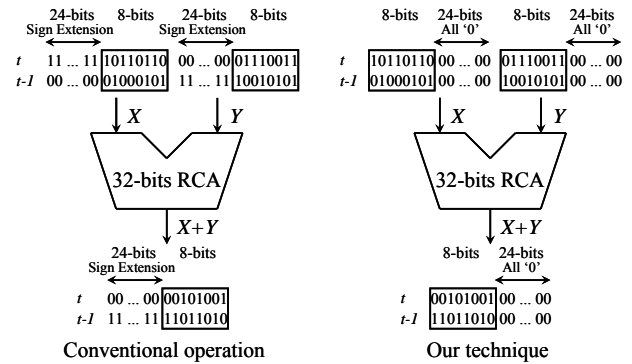 24-bits 8-bits 24-bits 8-bits
Sign Extension Sign Extension
t 11 ... 11 10110110 00 ... 00 01110011
t-1 00 ... 00 01000101 11 ... 11 10010101
X Y
32-bits RCA
X+Y
24-bits 8-bits
Sign Extension
t 00 ... 00 00101001
t-1 11 ... 11 11011010
Conventional operation
8-bits 24-bits 8-bits 24-bits
All ‘0’ All ‘0’
t 10110110 00 ... 00 01110011 00 ... 00
t-1 01000101 00 ... 00 10010101 00 ... 00
X Y
32-bits RCA
X+Y
8-bits 24-bits
All ‘0’
t 00101001 00 ... 00
t-1 11011010 00 ... 00
Our technique